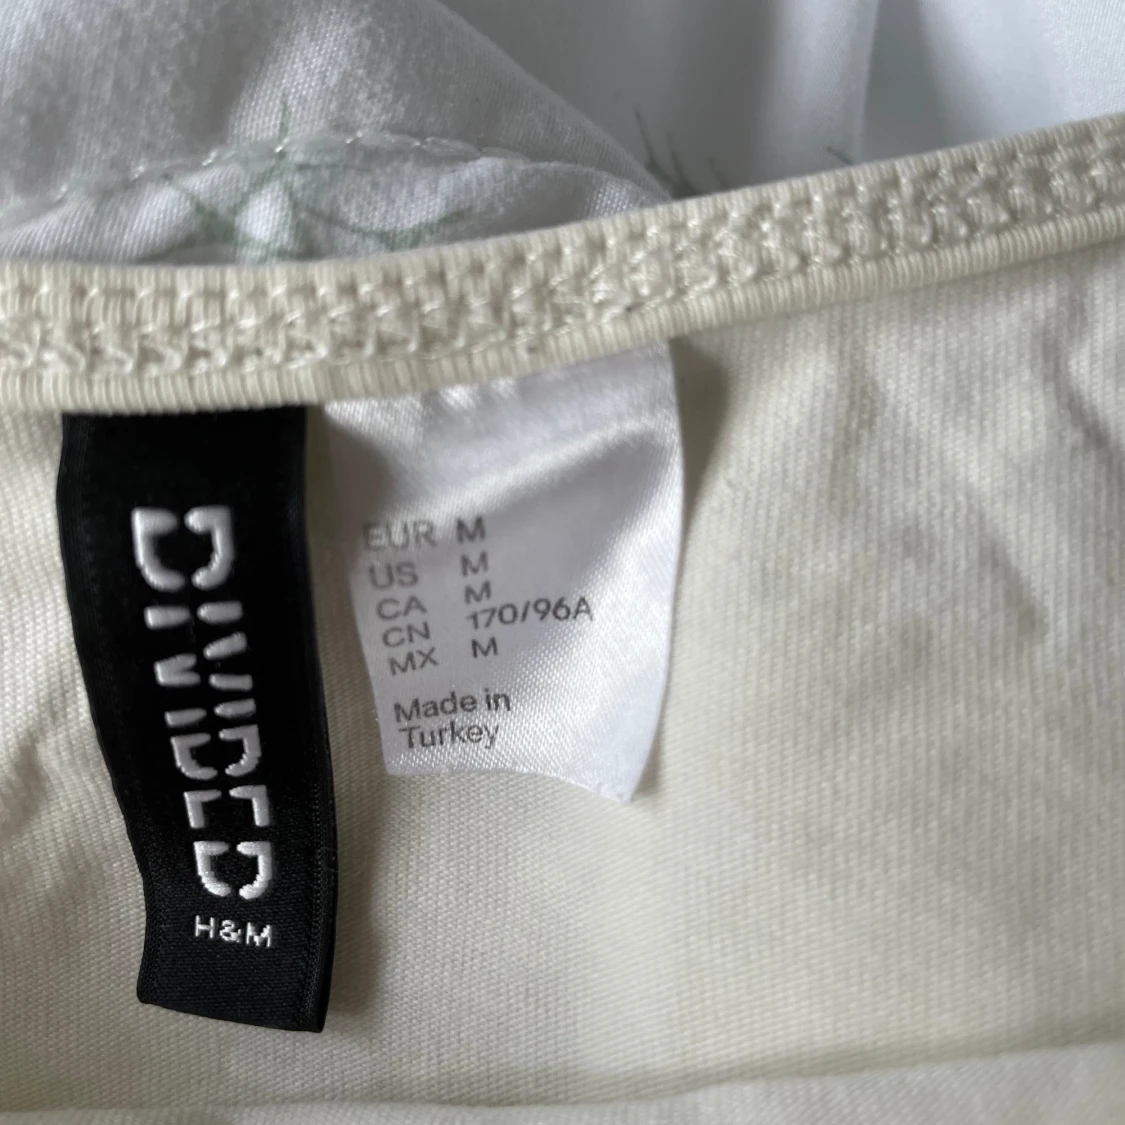 DIVIDED
H&M
EUR M
US M
CA M
CN 170/96A
MX M
Made in
Turkey